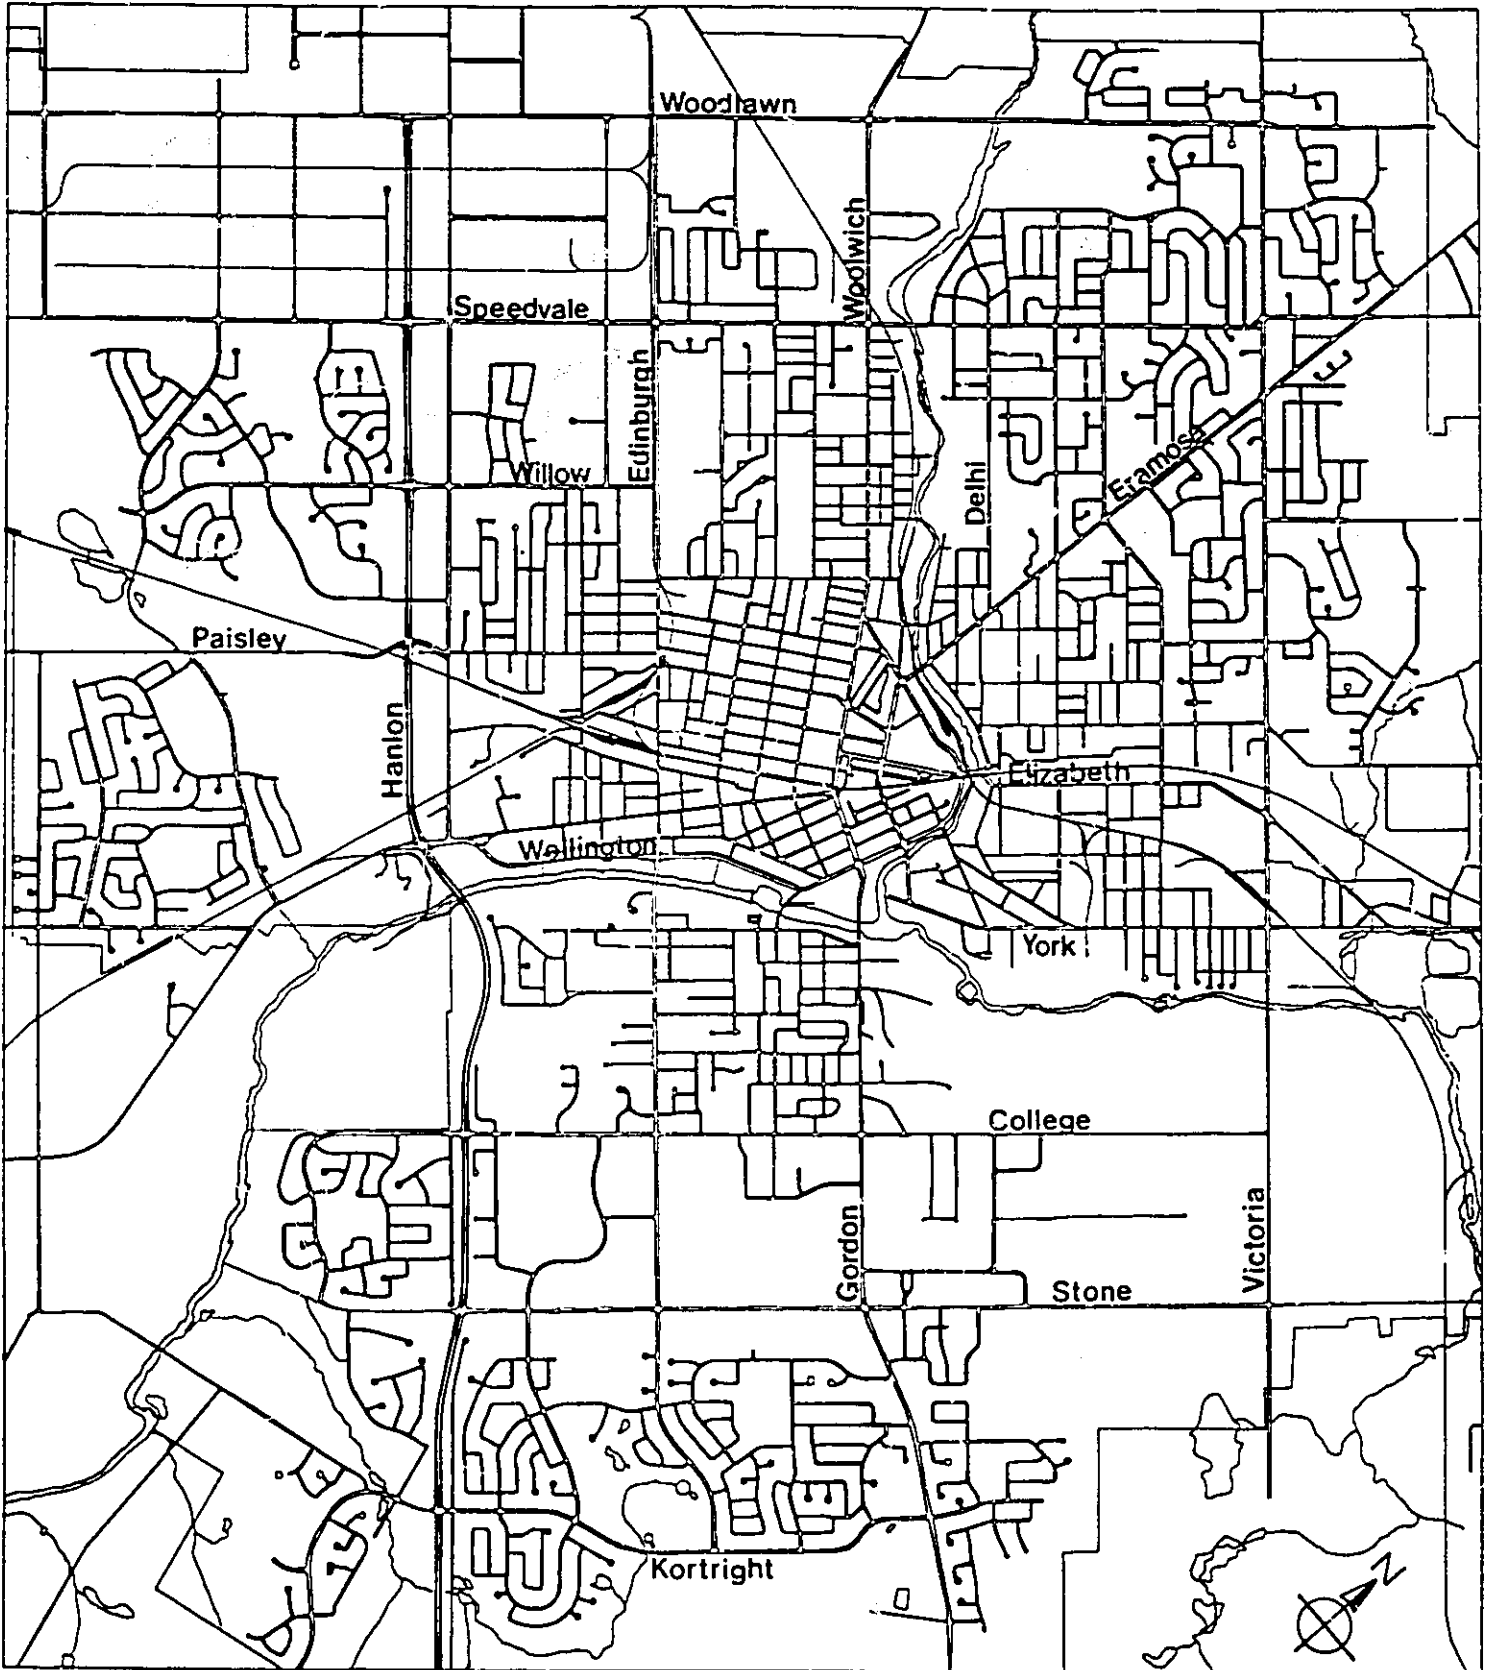 Woodlawn
Woolwich
Speedvale
Edinburgh
Willow
Delhi
Eramosa
Paisley
Hanlon
Elizabeth
Wellington
York
College
Gordon
Victoria
Stone
Kortright
N